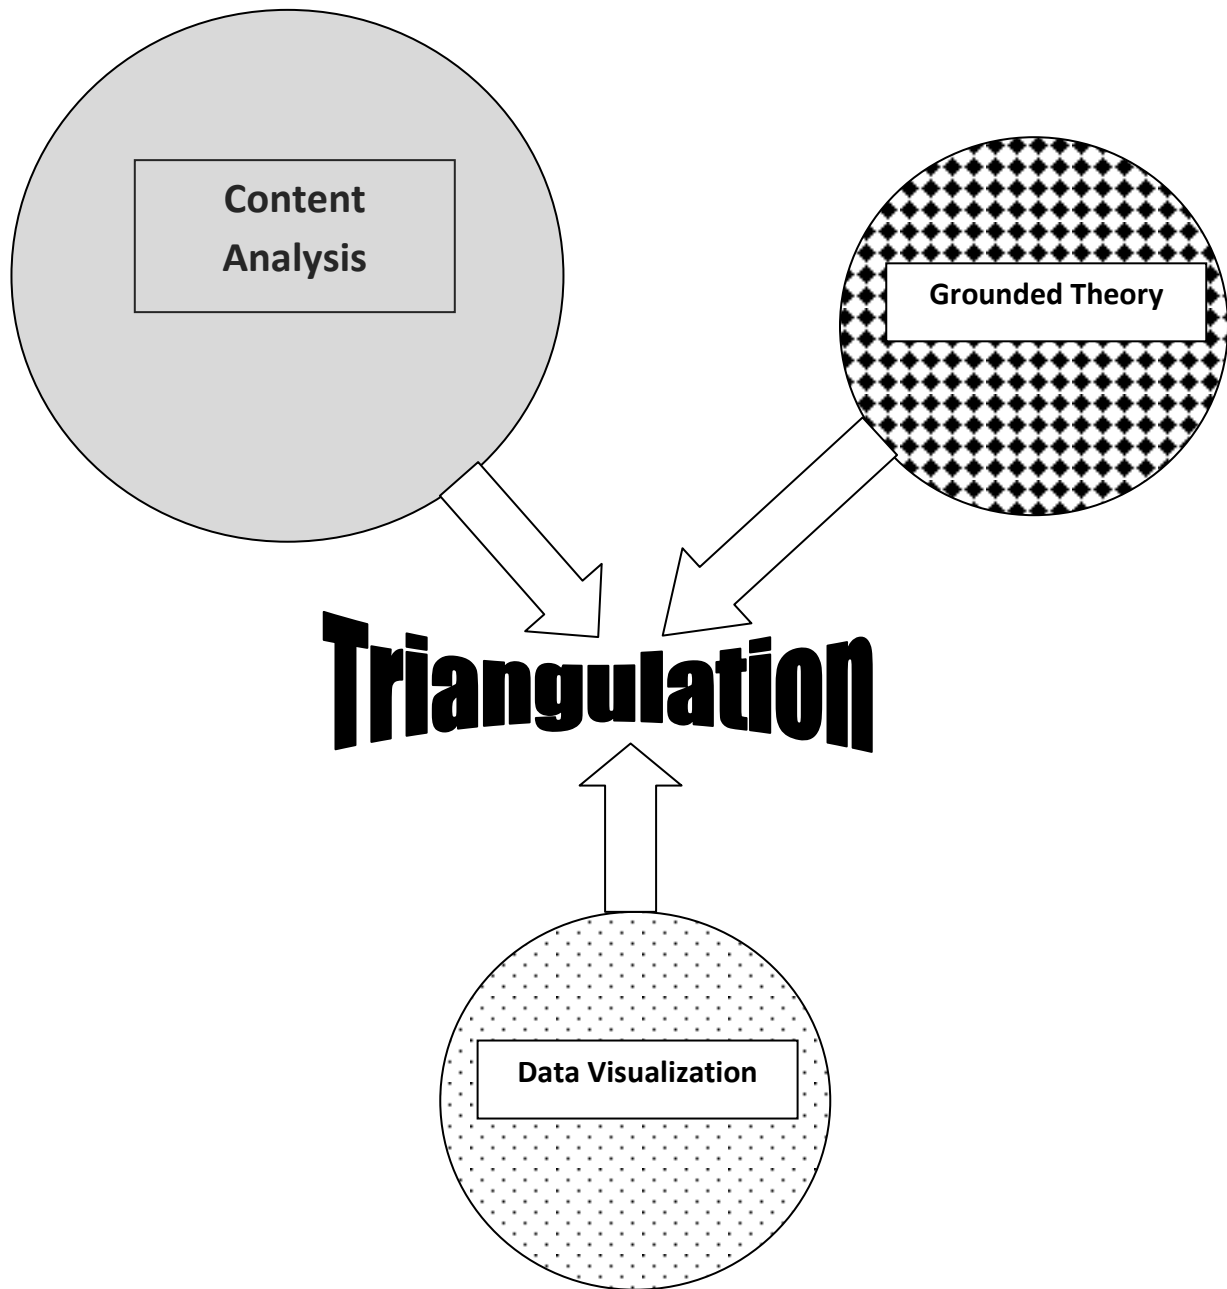 Content
Analysis
Grounded Theory
Triangulation
Data Visualization